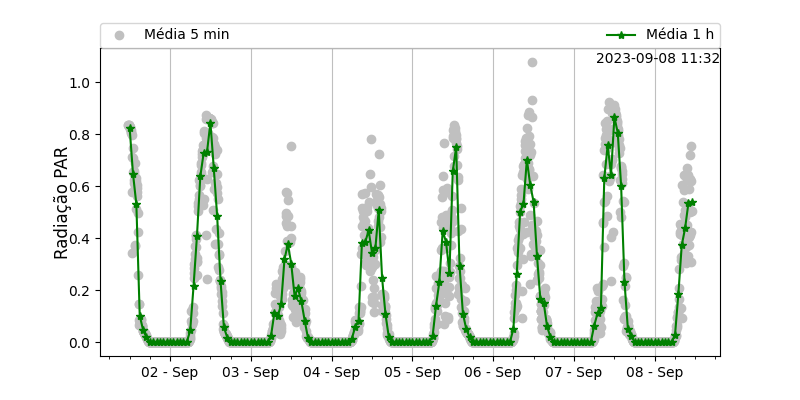 Média 5 min
Média 1 h
2023-09-08 11:32
Radiação PAR
1.0
0.8
0.6
0.4
0.2
0.0
02 - Sep
03 - Sep
04 - Sep
05 - Sep
06 - Sep
07 - Sep
08 - Sep